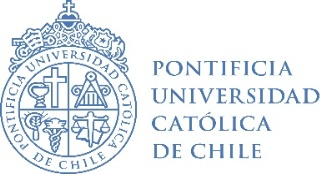 PONTIFICIA UNIVERSIDAD CATOLICA
DE CHILE
PONTIFICIA
UNIVERSIDAD
CATÓLICA
DE CHILE